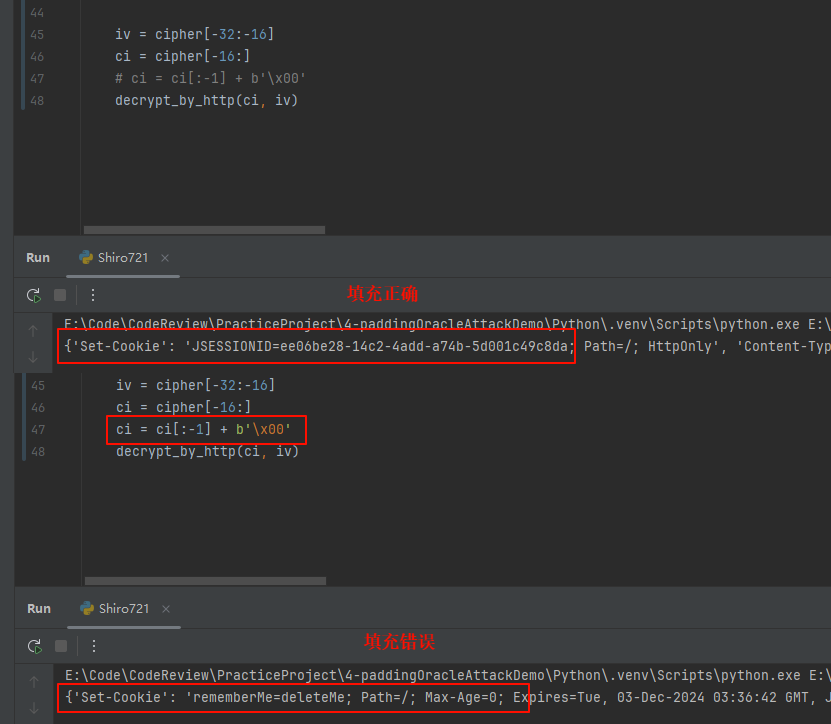 44
45 iv = cipher[-32:-16]
46 ci = cipher[-16:]
47 # ci = ci[:-1] + b'\x00'
48 decrypt_by_http(ci, iv)
Run Shiro721 ×
填充正确
E:\Code\CodeReview\PracticeProject\4-paddingOracleAttackDemo\Python\.venv\Scripts\python.exe E:\
{'Set-Cookie': 'JSESSIONID=ee06be28-14c2-4add-a74b-5d001c49c8da; Path=/; HttpOnly', 'Content-Typ
45 iv = cipher[-32:-16]
46 ci = cipher[-16:]
47 ci = ci[:-1] + b'\x00'
48 decrypt_by_http(ci, iv)
Run Shiro721 ×
填充错误
E:\Code\CodeReview\PracticeProject\4-paddingOracleAttackDemo\Python\.venv\Scripts\python.exe E:\
{'Set-Cookie': 'rememberMe=deleteMe; Path=/; Max-Age=0; Expires=Tue, 03-Dec-2024 03:36:42 GMT, J